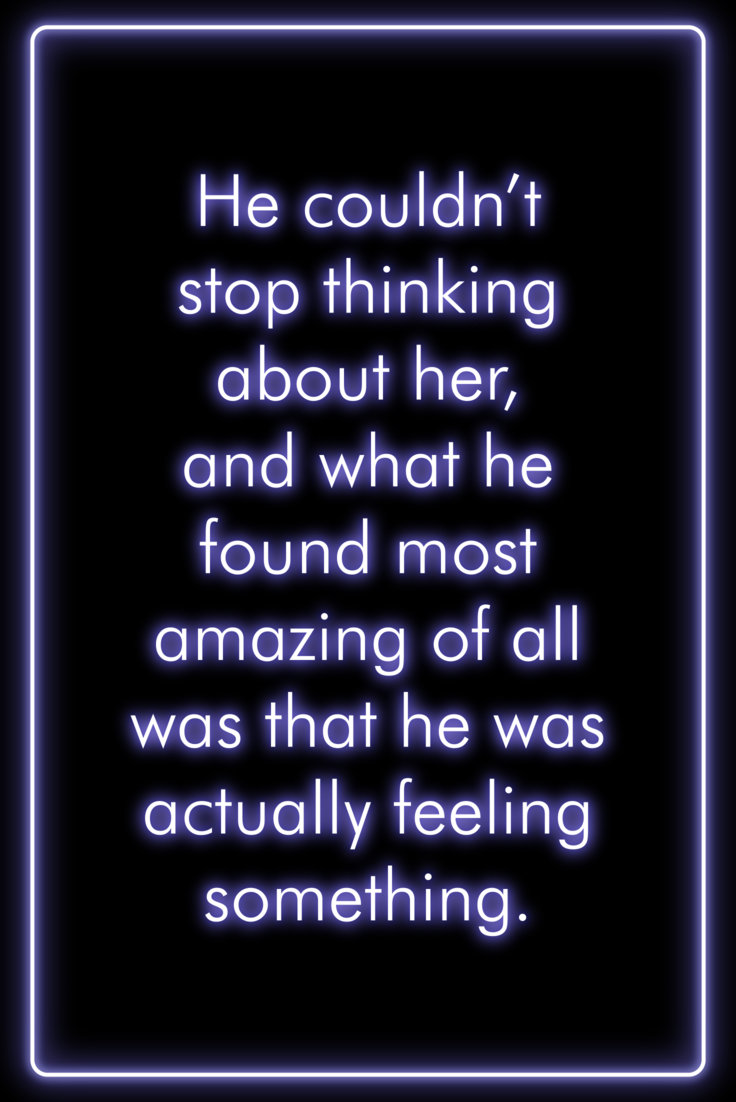 He couldn’t
stop thinking
about her,
and what he
found most
amazing of all
was that he was
actually feeling
something.